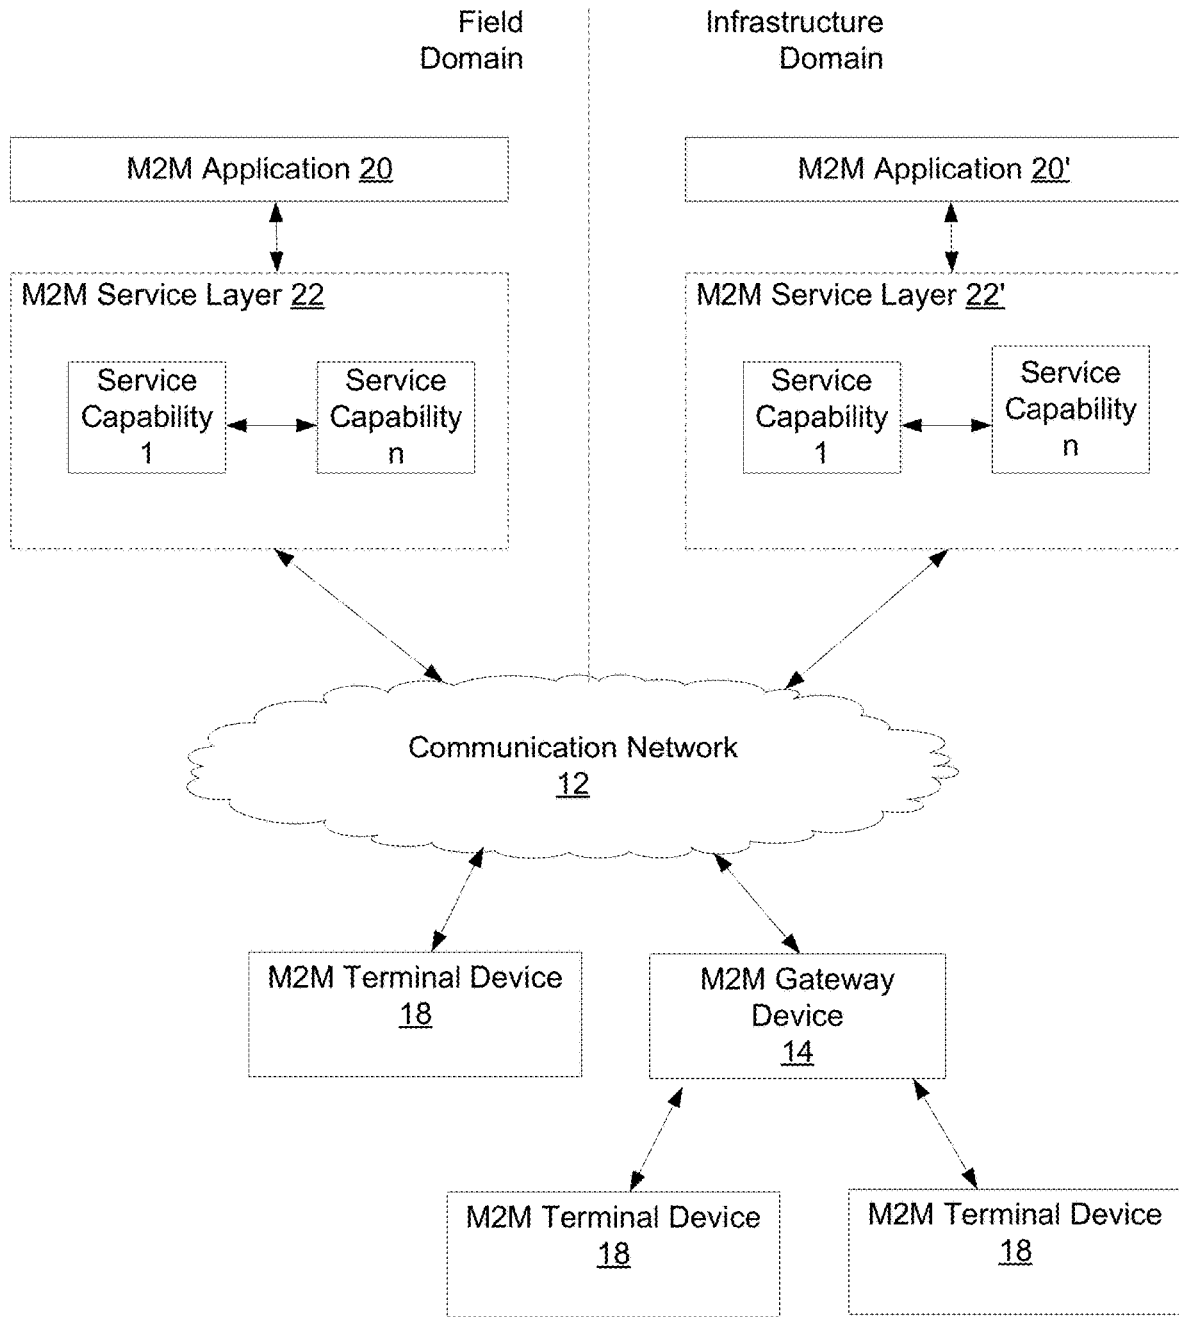 Field
Domain
Infrastructure
Domain
M2M Application 20
M2M Application 20'
M2M Service Layer 22
Service
Capability
1
Service
Capability
n
M2M Service Layer 22'
Service
Capability
1
Service
Capability
n
Communication Network
12
M2M Terminal Device
18
M2M Gateway
Device
14
M2M Terminal Device
18
M2M Terminal Device
18